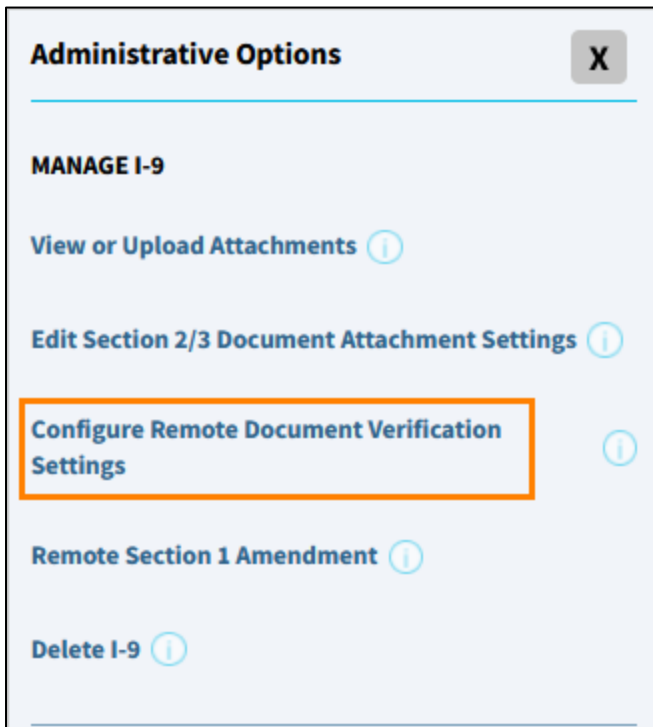 Administrative Options
X
MANAGE I-9
View or Upload Attachments i
Edit Section 2/3 Document Attachment Settings i
Configure Remote Document Verification
Settings i
Remote Section 1 Amendment i
Delete I-9 i